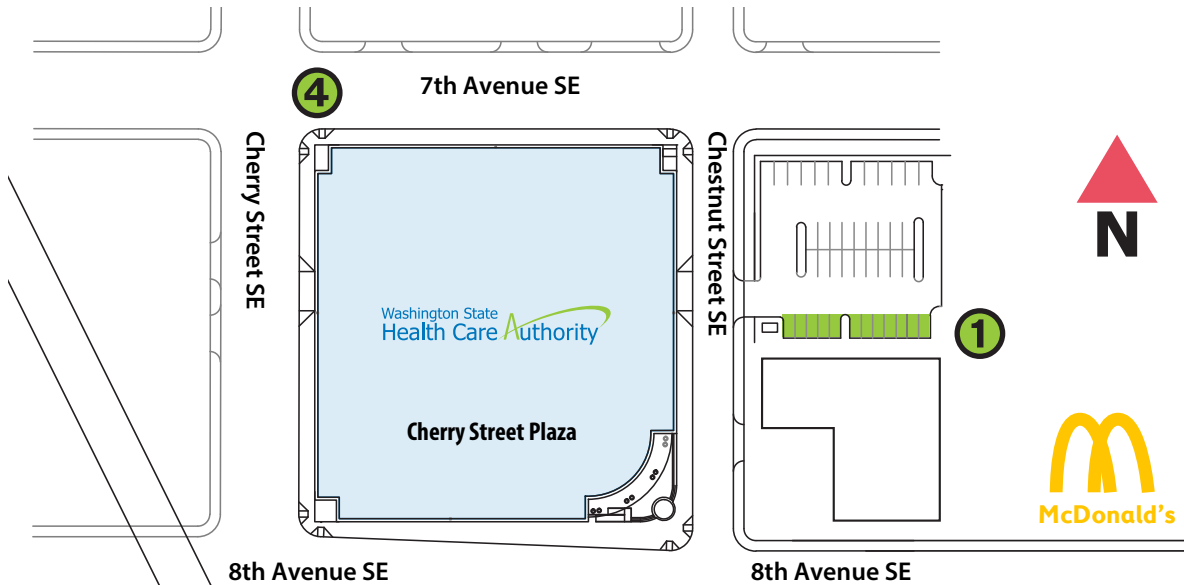 4
7th Avenue SE
Cherry Street SE
Chestnut Street SE
N
Washington State
Health Care Authority
1
Cherry Street Plaza
McDonald's
8th Avenue SE
8th Avenue SE